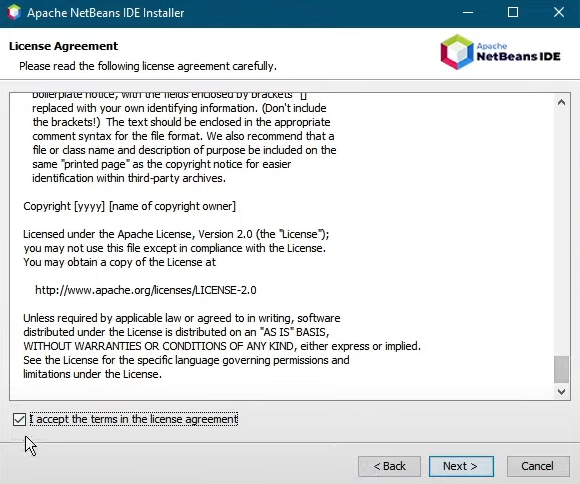 Apache NetBeans IDE Installer
License Agreement
Please read the following license agreement carefully.
Apache
NetBeans IDE
boilerplate notice, with the fields enclosed by brackets "[]"
replaced with your own identifying information. (Don't include
the brackets!) The text should be enclosed in the appropriate
comment syntax for the file format. We also recommend that a
file or class name and description of purpose be included on the
same "printed page" as the copyright notice for easier
identification within third-party archives.
Copyright [yyyy] [name of copyright owner]
Licensed under the Apache License, Version 2.0 (the "License");
you may not use this file except in compliance with the License.
You may obtain a copy of the License at
http://www.apache.org/licenses/LICENSE-2.0
Unless required by applicable law or agreed to in writing, software
distributed under the License is distributed on an "AS IS" BASIS,
WITHOUT WARRANTIES OR CONDITIONS OF ANY KIND, either express or implied.
See the License for the specific language governing permissions and
limitations under the License.
I accept the terms in the license agreement
< Back
Next >
Cancel